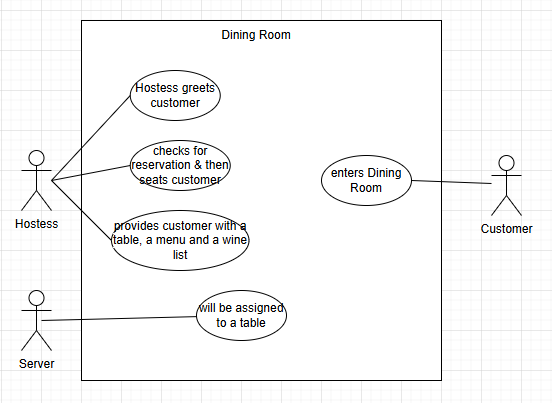 Dining Room
Hostess greets
customer
checks for
reservation & then
seats customer
enters Dining
Room
Hostess
Customer
provides customer with a
table, a menu and a wine
list
will be assigned
to a table
Server